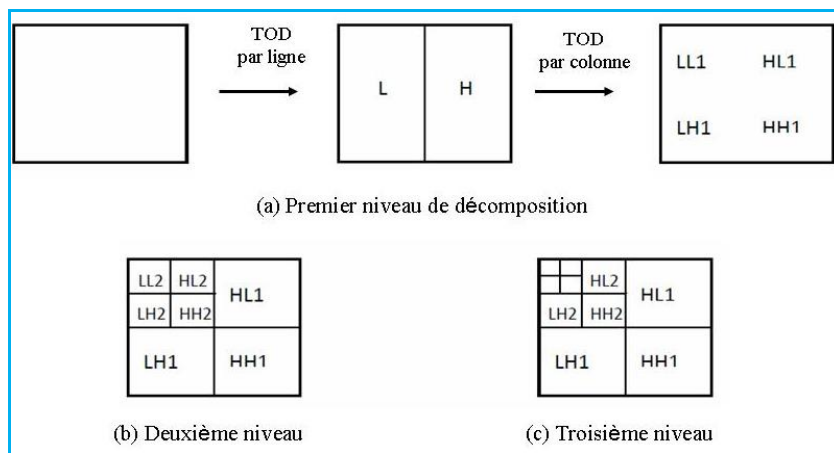 TOD
par ligne
TOD
par colonne
L H
LL1 HL1
LH1 HH1
(a) Premier niveau de décomposition
LL2 HL2
HL1
LH2 HH2
LH1 HH1
HL2
HL1
LH2 HH2
LH1 HH1
(b) Deuxième niveau
(c) Troisième niveau